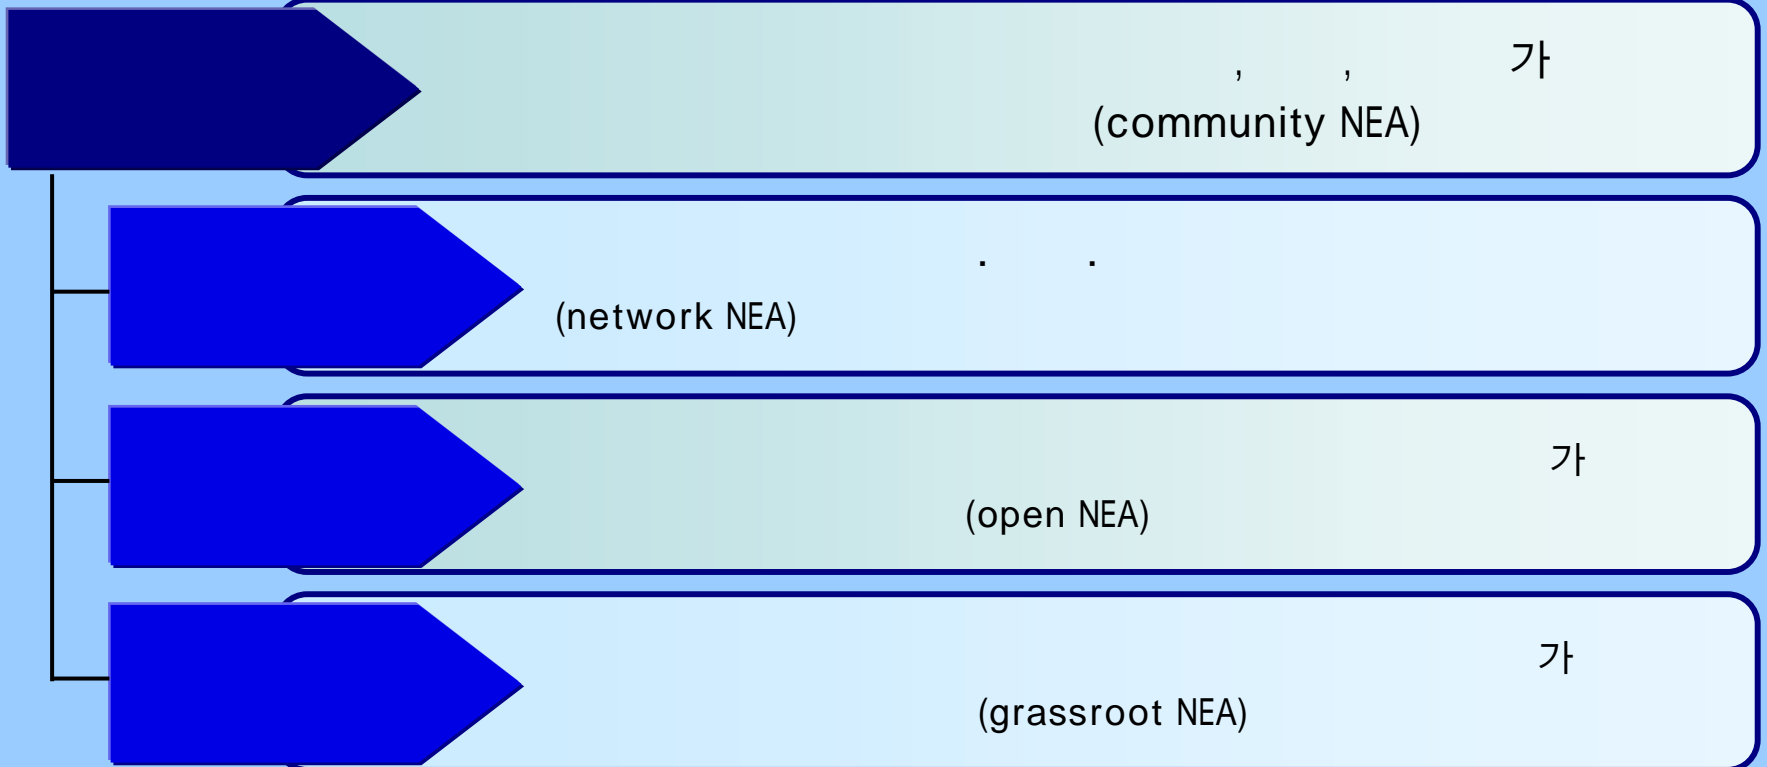 , , 가
(community NEA)
. .
(network NEA)
가
(open NEA)
가
(grassroot NEA)